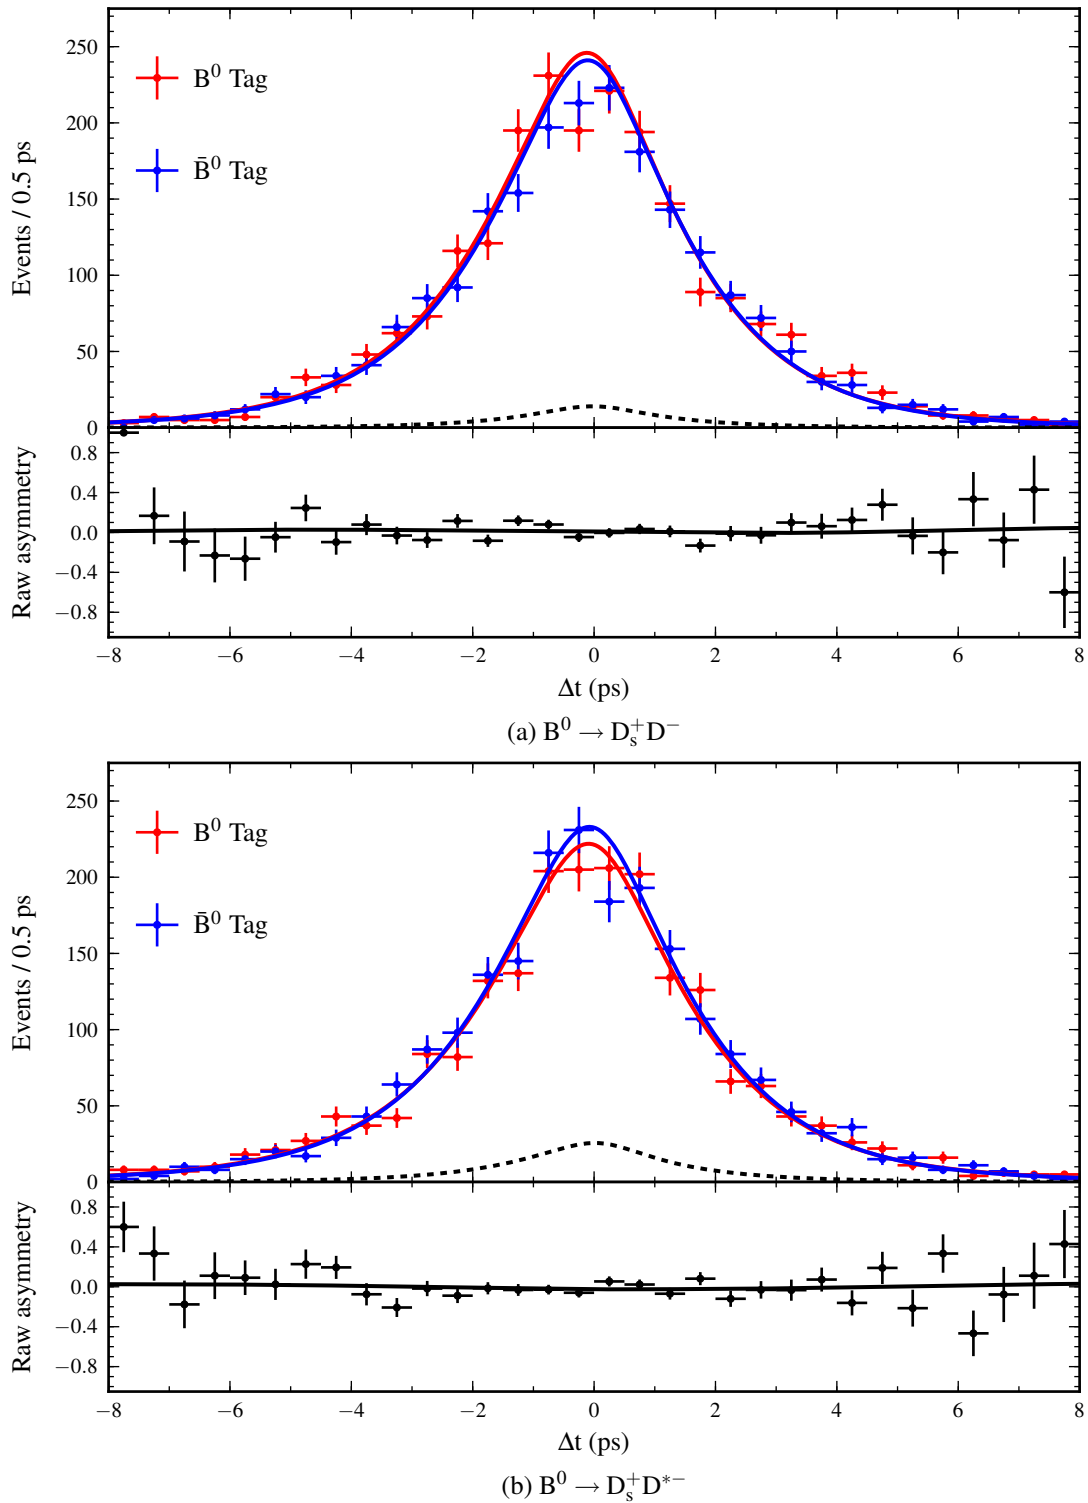 250
200
150
100
50
0
Events / 0.5 ps
B⁰ Tag
B̄⁰ Tag
0.8
0.4
0.0
−0.4
−0.8
Raw asymmetry
−8 −6 −4 −2 0 2 4 6 8
Δt (ps)
(a) B⁰ → D_s⁺D⁻
250
200
150
100
50
0
Events / 0.5 ps
B⁰ Tag
B̄⁰ Tag
0.8
0.4
0.0
−0.4
−0.8
Raw asymmetry
−8 −6 −4 −2 0 2 4 6 8
Δt (ps)
(b) B⁰ → D_s⁺D*⁻